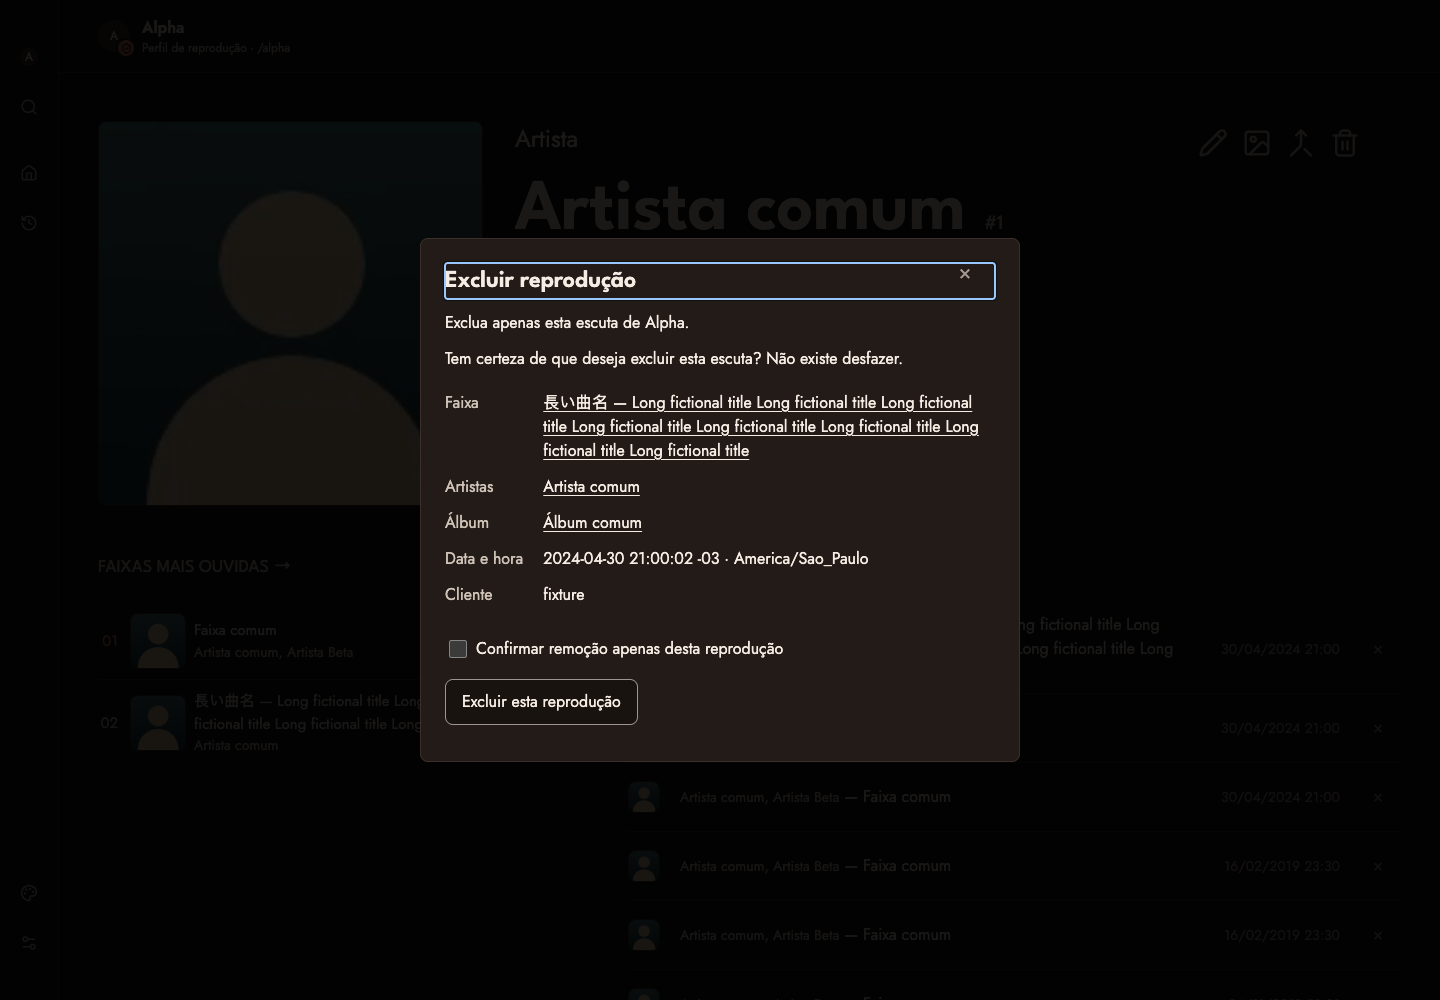 A
Alpha
Perfil de reprodução · /alpha
A
Artista
Artista comum #1
Excluir reprodução ×
Exclua apenas esta escuta de Alpha.
Tem certeza de que deseja excluir esta escuta? Não existe desfazer.
Faixa
長い曲名 — Long fictional title Long fictional title Long fictional
title Long fictional title Long fictional title Long fictional title Long
fictional title Long fictional title
Artistas Artista comum
Álbum Álbum comum
Data e hora 2024-04-30 21:00:02 -03 · America/Sao_Paulo
Cliente fixture
Confirmar remoção apenas desta reprodução
Excluir esta reprodução
FAIXAS MAIS OUVIDAS →
01 Faixa comum
Artista comum, Artista Beta
02 長い曲名 — Long fictional title Long
fictional title Long fictional title Long
Artista comum
fictional title Long
Long fictional title Long 30/04/2024 21:00 ×
30/04/2024 21:00 ×
Artista comum, Artista Beta — Faixa comum 30/04/2024 21:00 ×
Artista comum, Artista Beta — Faixa comum 16/02/2019 23:30 ×
Artista comum, Artista Beta — Faixa comum 16/02/2019 23:30 ×